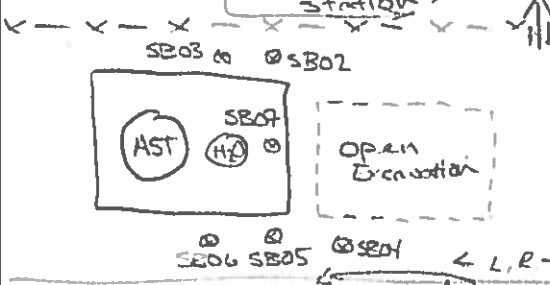 Station
SB03
SB02
SB07
AST
H2O
Open
Excavation
SB06
SB05
SB04